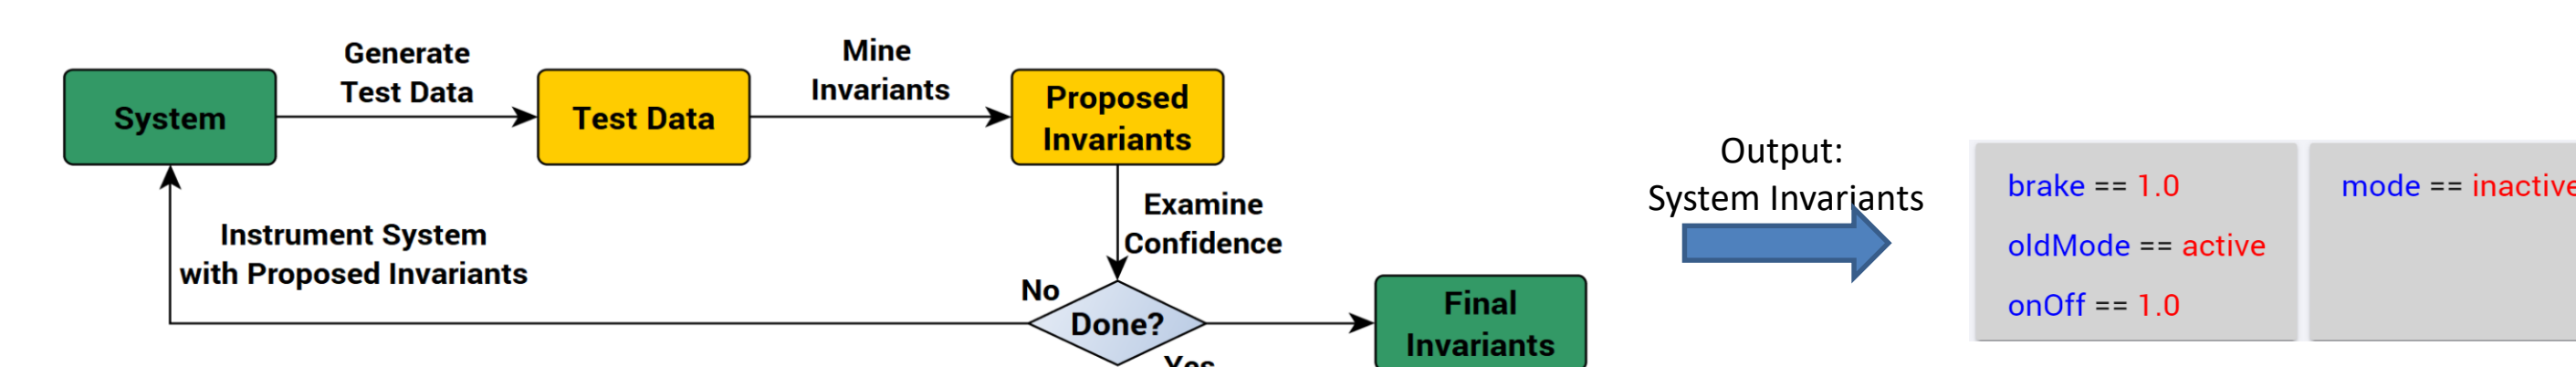 System
Generate
Test Data
Test Data
Mine
Invariants
Proposed
Invariants
Examine
Confidence
Instrument System
with Proposed Invariants
No
Done?
Yes
Final
Invariants
Output:
System Invariants
brake == 1.0
oldMode == active
onOff == 1.0
mode == inactive